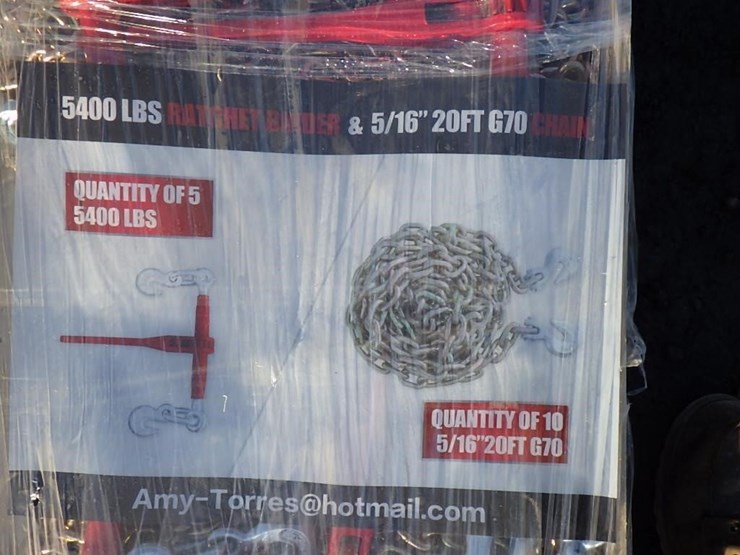 5400 LBS RATCHET BINDER & 5/16" 20FT G70 CHAIN
QUANTITY OF 5
5400 LBS
QUANTITY OF 10
5/16"20FT G70
Amy-Torres@hotmail.com